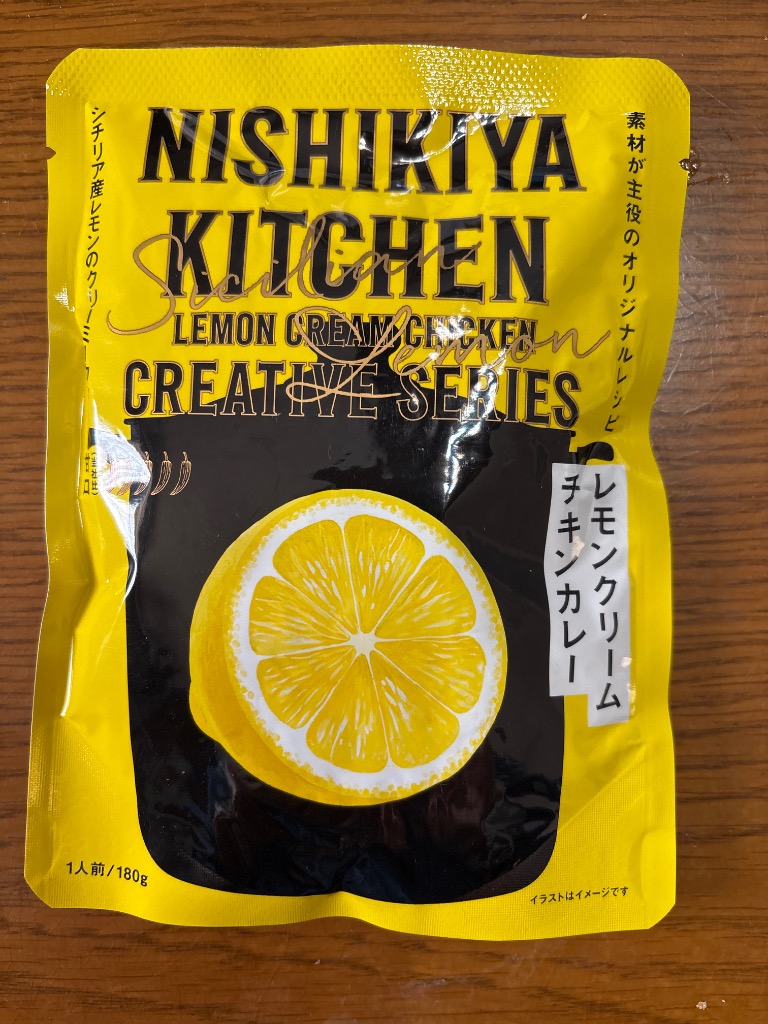 NISHIKIYA
KITCHEN
Sicilian
LEMON CREAM CHICKEN
Lemon
CREATIVE SERIES
素材が主役のオリジナルレシピ
シチリア産レモンのクリ
レモンクリーム
チキンカレー
1人前/180g
イラストはイメージです